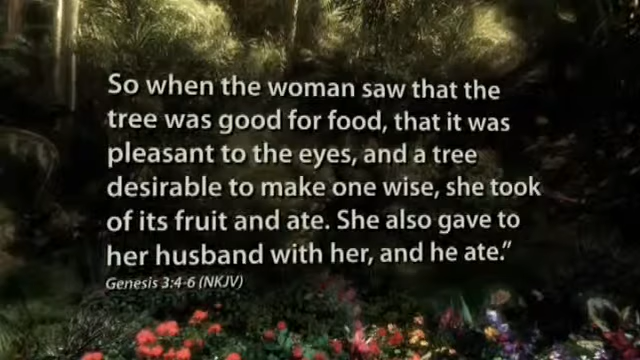 So when the woman saw that the
tree was good for food, that it was
pleasant to the eyes, and a tree
desirable to make one wise, she took
of its fruit and ate. She also gave to
her husband with her, and he ate.”
Genesis 3:4-6 (NKJV)